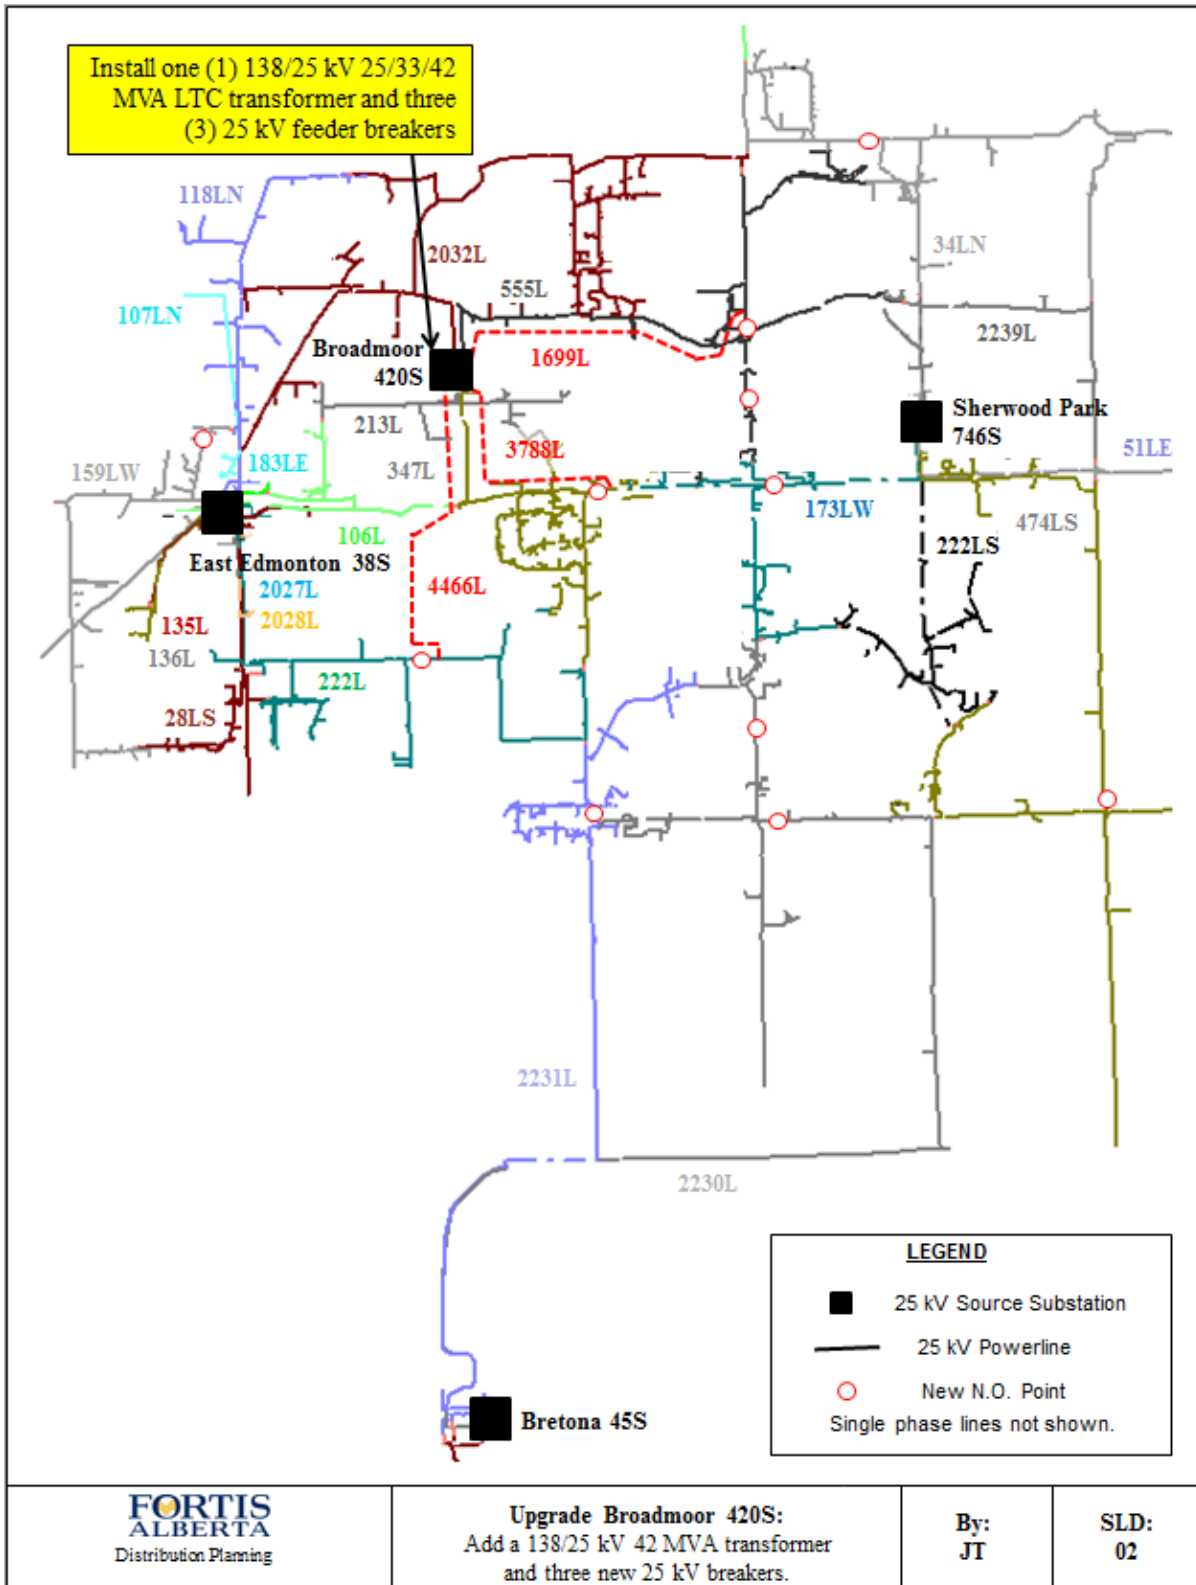 Install one (1) 138/25 kV 25/33/42
MVA LTC transformer and three
(3) 25 kV feeder breakers
118LN
2032L
34LN
555L
107LN
Broadmoor
420S
1699L
2239L
Sherwood Park
746S
213L
51LE
159LW
183LE
347L
3788L
173LW
474LS
106L
222LS
East Edmonton 38S
2027L
4466L
2028L
135L
136L
222L
28LS
2231L
2230L
LEGEND
25 kV Source Substation
25 kV Powerline
New N.O. Point
Single phase lines not shown.
Bretona 45S
FORTIS
ALBERTA
Distribution Planning
Upgrade Broadmoor 420S:
Add a 138/25 kV 42 MVA transformer
and three new 25 kV breakers.
By:
JT
SLD:
02